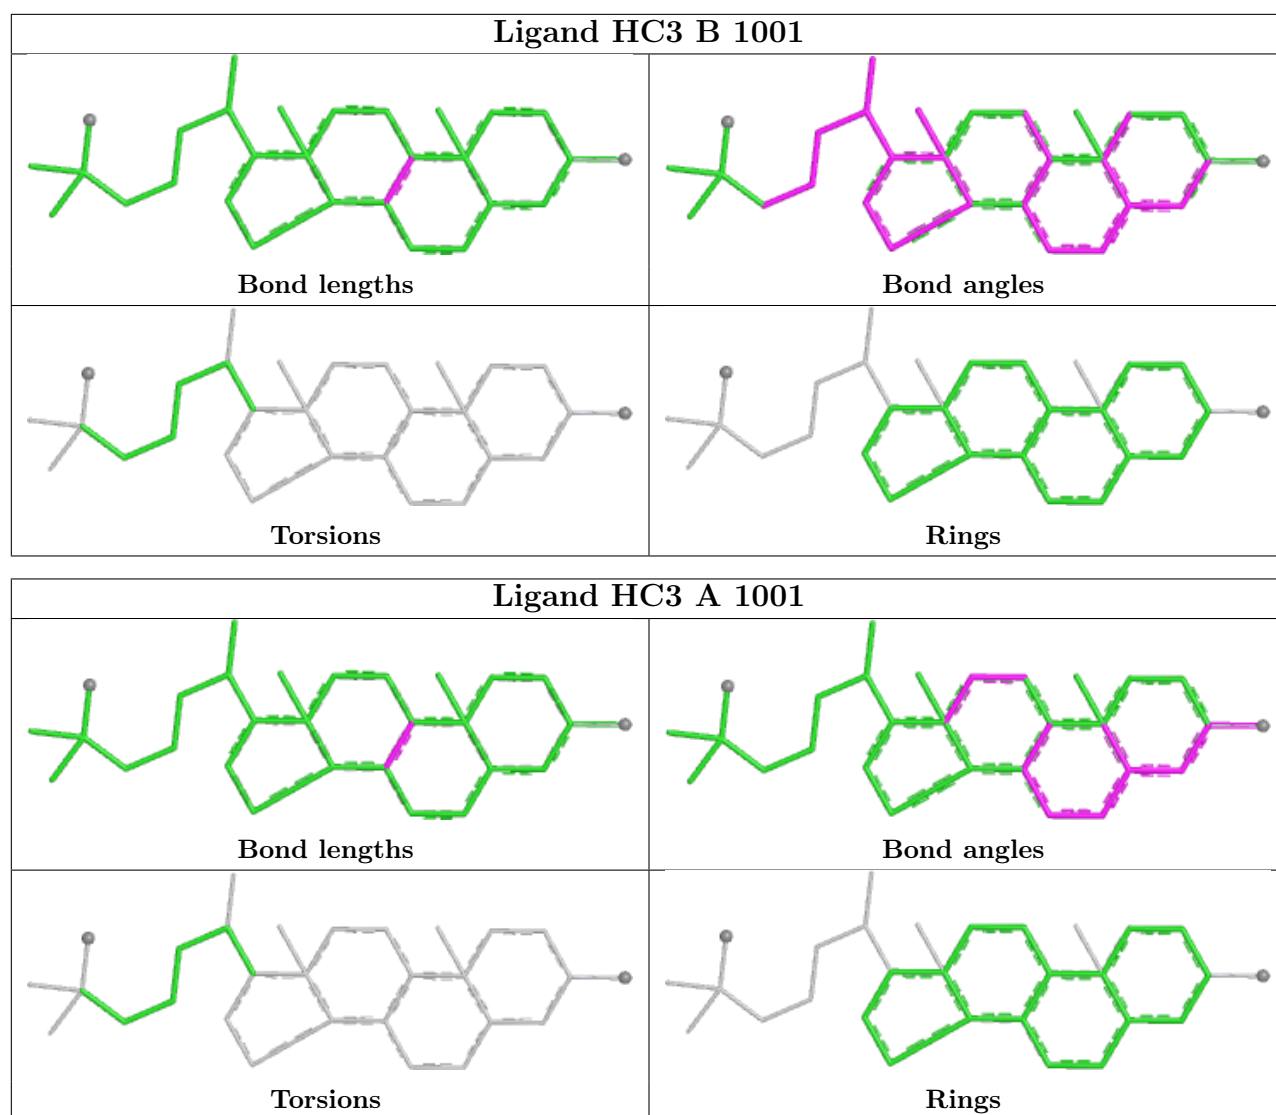 Ligand HC3 B 1001
Bond lengths
Bond angles
Torsions
Rings
Ligand HC3 A 1001
Bond lengths
Bond angles
Torsions
Rings